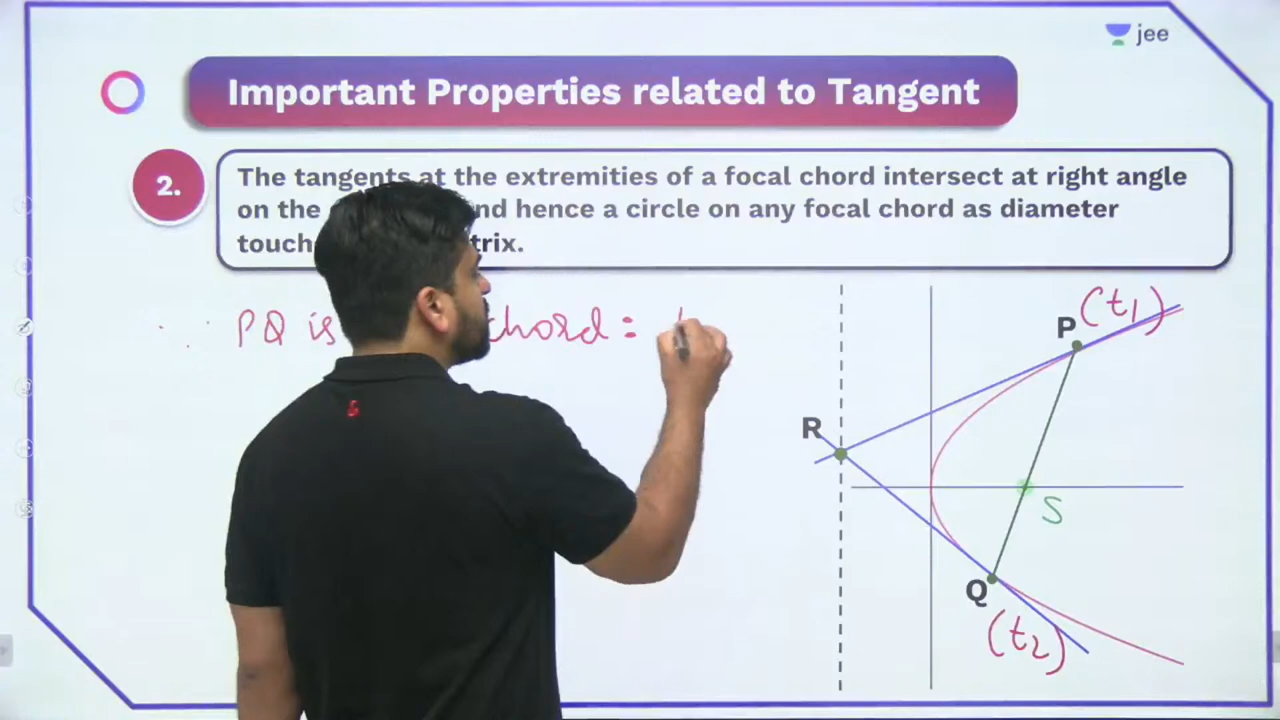 jee
Important Properties related to Tangent
2.
The tangents at the extremities of a focal chord intersect at right angle
on the nd hence a circle on any focal chord as diameter
touch trix.
∵ PQ is chord :
P (t₁)
R
S
Q
(t₂)